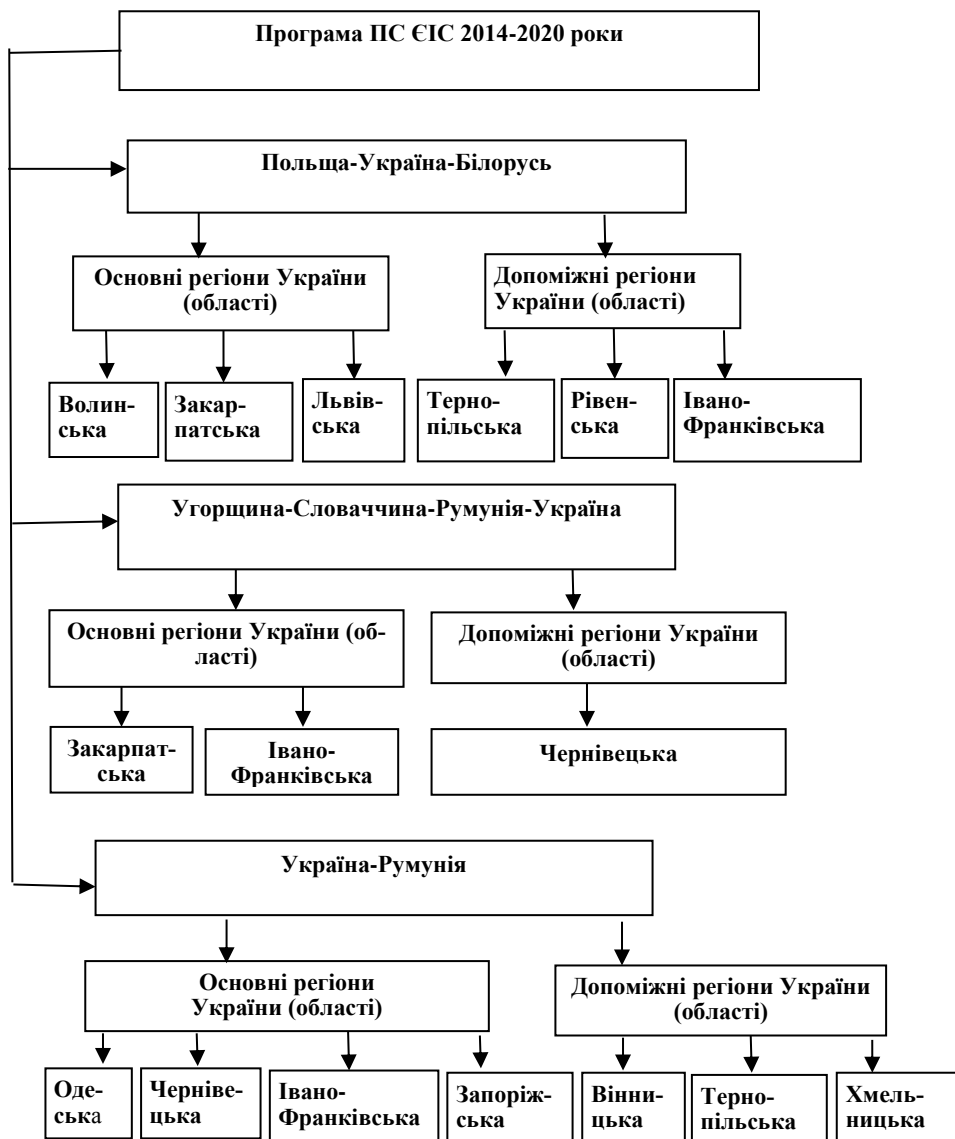 Програма ПС ЄІС 2014-2020 роки
Польща-Україна-Білорусь
Основні регіони України
(області)
Допоміжні регіони
України (області)
Волин-
ська
Закар-
патська
Львів-
ська
Терно-
пільська
Рівен-
ська
Івано-
Франківська
Угорщина-Словаччина-Румунія-Україна
Основні регіони України (об-
ласті)
Допоміжні регіони України
(області)
Закарпат-
ська
Івано-
Франківська
Чернівецька
Україна-Румунія
Основні регіони
України (області)
Допоміжні регіони України
(області)
Оде-
ська
Черніве-
цька
Івано-
Франківська
Запоріж-
ська
Вінни-
цька
Терно-
пільська
Хмель-
ницька